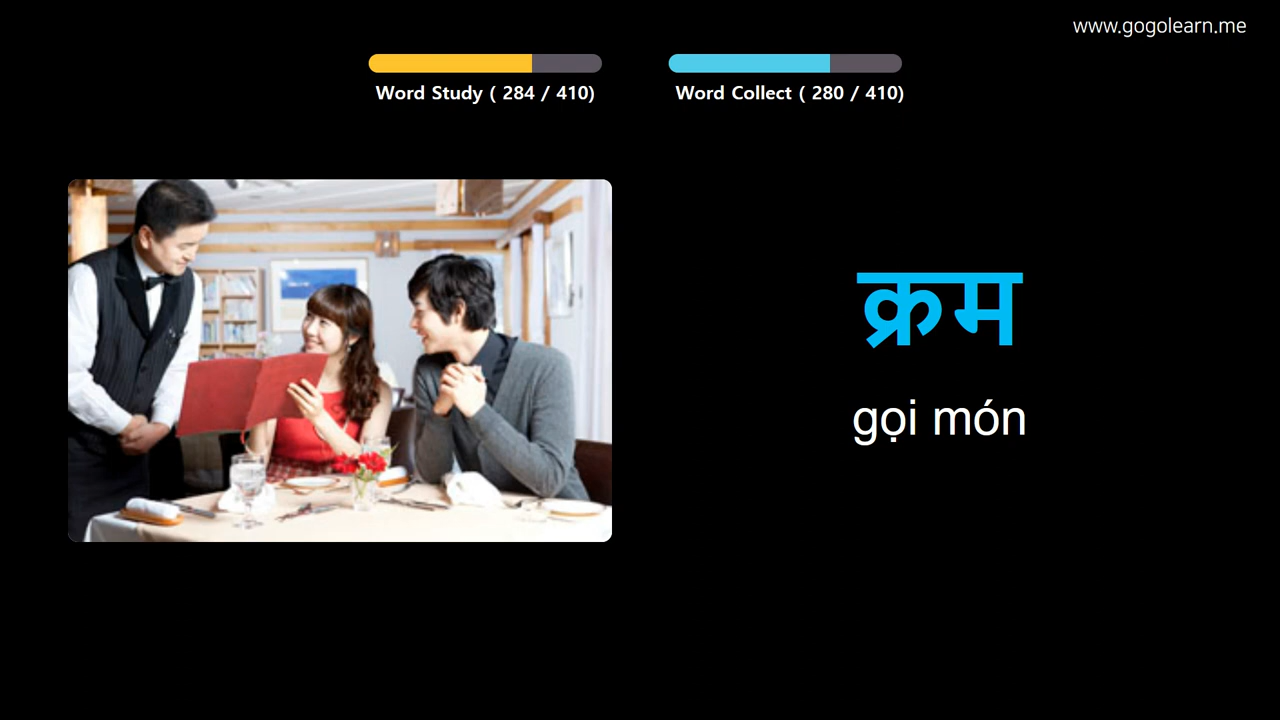 www.gogolearn.me
Word Study ( 284 / 410)
Word Collect ( 280 / 410)
क्रम
gọi món